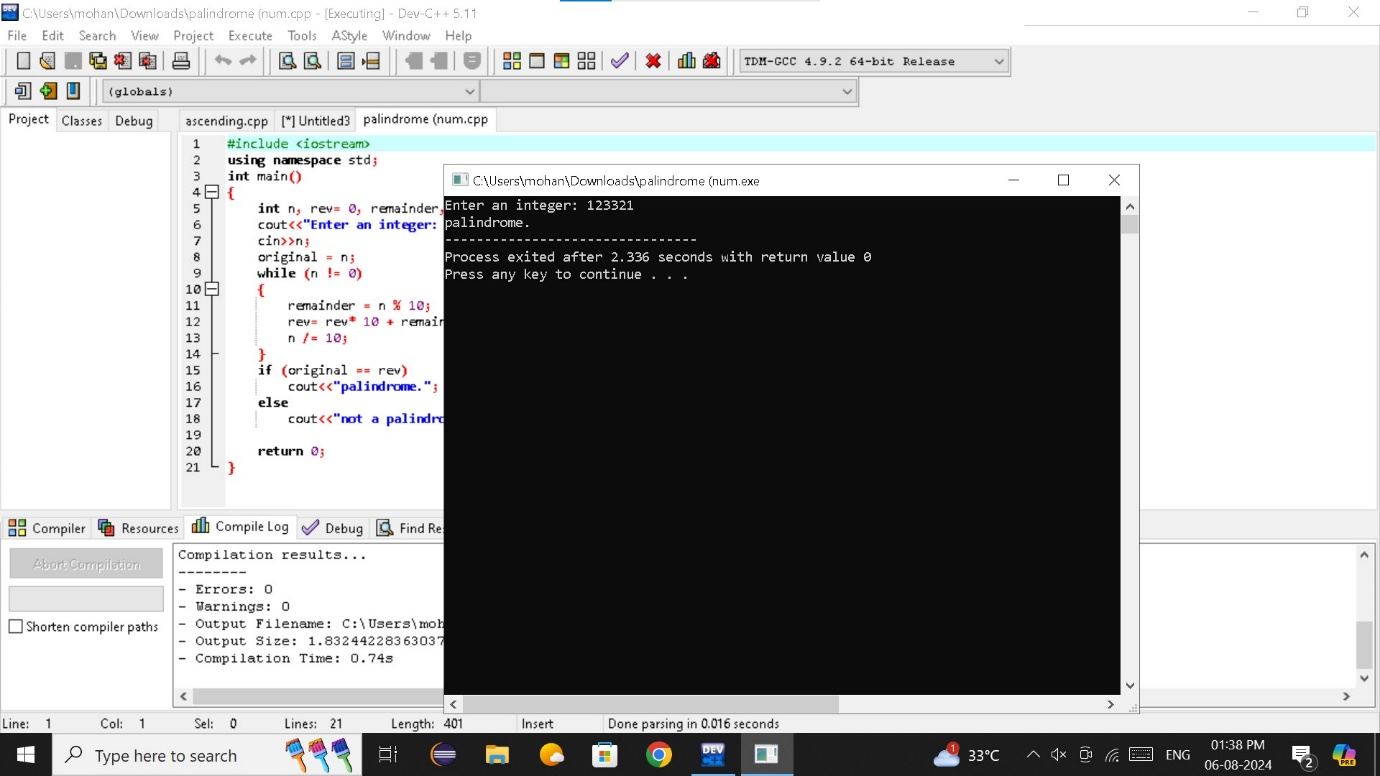 C:\Users\mohan\Downloads\palindrome (num.cpp - [Executing] - Dev-C++ 5.11
File Edit Search View Project Execute Tools AStyle Window Help
TDM-GCC 4.9.2 64-bit Release
(globals)
Project Classes Debug
ascending.cpp [*] Untitled3 palindrome (num.cpp
1 #include <iostream>
2 using namespace std;
3 int main()
4 {
5 int n, rev= 0, remainder,
6 cout<<"Enter an integer:
7 cin>>n;
8 original = n;
9 while (n != 0)
10 {
11 remainder = n % 10;
12 rev= rev* 10 + remain
13 n /= 10;
14 }
15 if (original == rev)
16 cout<<"palindrome.";
17 else
18 cout<<"not a palindro
19
20 return 0;
21 }
C:\Users\mohan\Downloads\palindrome (num.exe
Enter an integer: 123321
palindrome.
--------------------------------
Process exited after 2.336 seconds with return value 0
Press any key to continue . . .
Compiler Resources Compile Log Debug Find Re
Abort Compilation
Shorten compiler paths
Compilation results...
--------
- Errors: 0
- Warnings: 0
- Output Filename: C:\Users\moh
- Output Size: 1.83244228363037
- Compilation Time: 0.74s
Line: 1 Col: 1 Sel: 0 Lines: 21 Length: 401 Insert Done parsing in 0.016 seconds
Type here to search
DEV
1
33°C
ENG
01:38 PM
06-08-2024
2
PRE